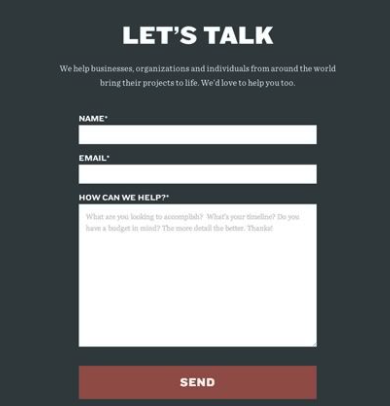 LET’S TALK
We help businesses, organizations and individuals from around the world
bring their projects to life. We’d love to help you too.
NAME*
EMAIL*
HOW CAN WE HELP?*
What are you looking to accomplish? What's your timeline? Do you
have a budget in mind? The more detail the better. Thanks!
SEND